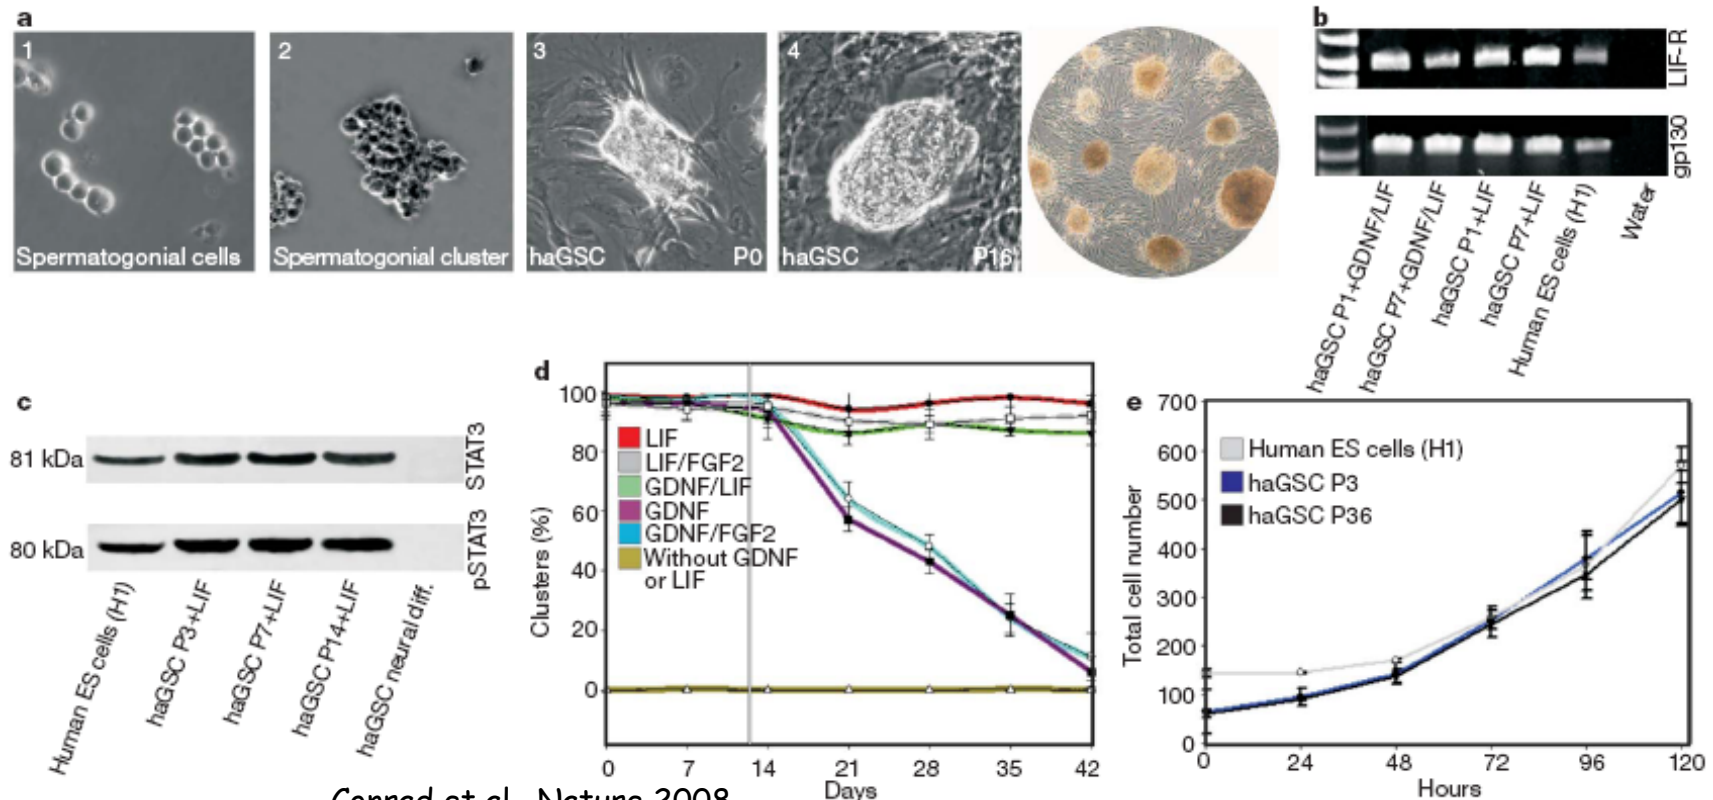 a
1
Spermatogonial cells
2
Spermatogonial cluster
3
haGSC P0
4
haGSC P16
b
LIF-R
gp130
haGSC P1+GDNF/LIF
haGSC P7+GDNF/LIF
haGSC P1+LIF
haGSC P7+LIF
Human ES cells (H1)
Water
c
81 kDa
STAT3
80 kDa
pSTAT3
Human ES cells (H1)
haGSC P3+LIF
haGSC P7+LIF
haGSC P14+LIF
haGSC neural diff.
d
Clusters (%)
100
80
60
40
20
0
LIF
LIF/FGF2
GDNF/LIF
GDNF
GDNF/FGF2
Without GDNF
or LIF
0 7 14 21 28 35 42
Days
e
Total cell number
700
600
500
400
300
200
100
0
Human ES cells (H1)
haGSC P3
haGSC P36
0 24 48 72 96 120
Hours
Conrad et al., Nature 2008